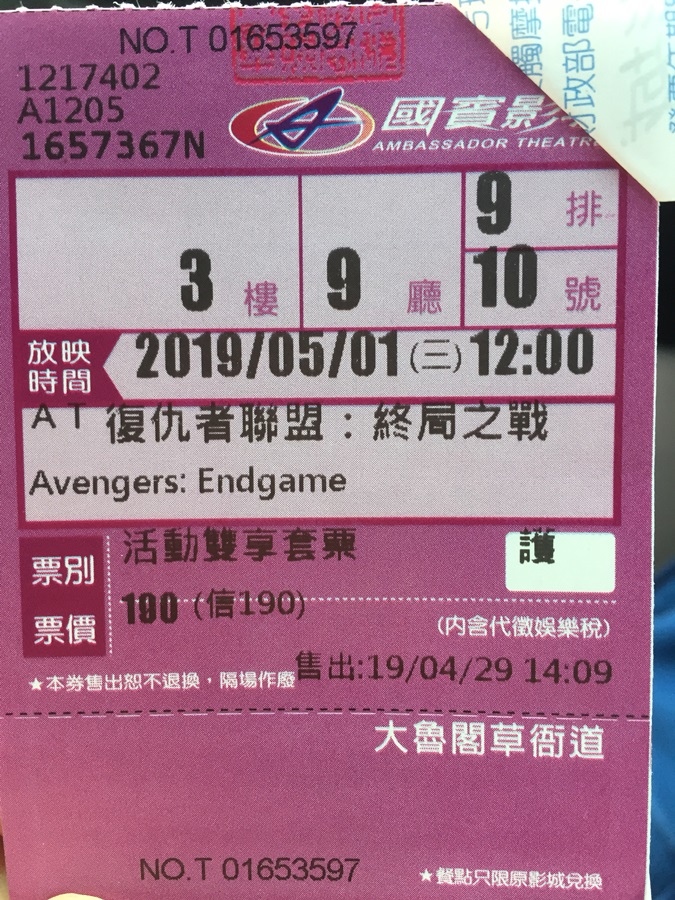 NO.T 01653597
1217402
A1205
1657367N
國賓影
AMBASSADOR THEATRE
3 樓
9 廳
9 排
10 號
放映時間
2019/05/01 (三) 12:00
AT 復仇者聯盟：終局之戰
Avengers: Endgame
票別
活動雙享套票
護
票價
190 (信190)
(內含代徵娛樂稅)
★本券售出恕不退換，隔場作廢
售出:19/04/29 14:09
大魯閣草衙道
NO.T 01653597
★餐點只限原影城兌換